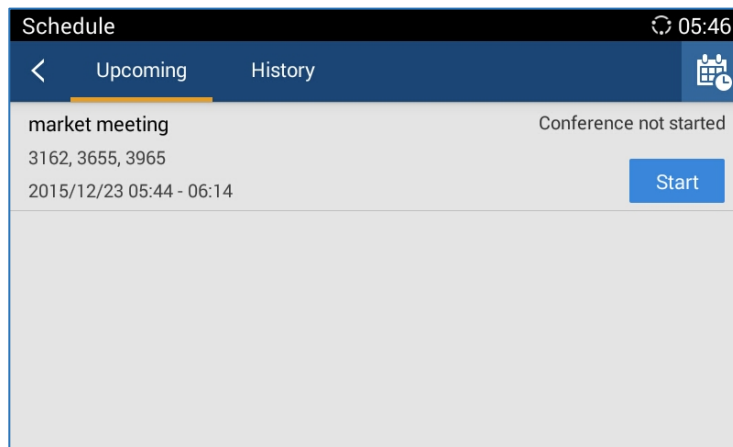 Schedule 05:46
Upcoming History
market meeting Conference not started
3162, 3655, 3965
2015/12/23 05:44 - 06:14 Start